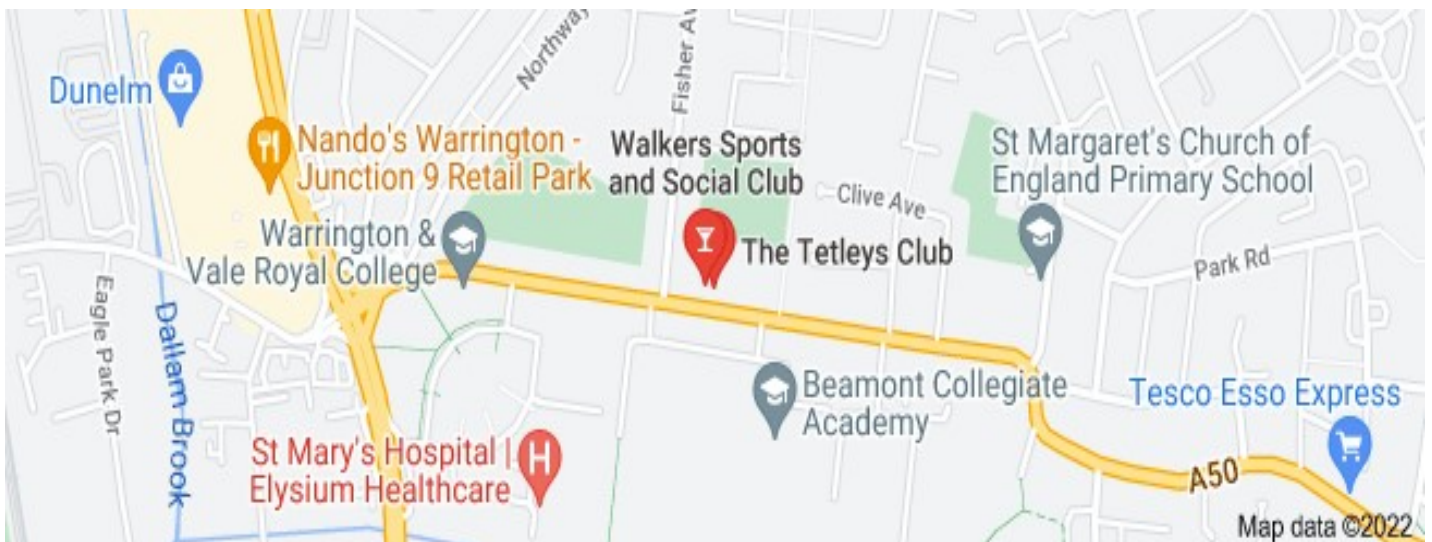 Northway
Fisher Av
Dunelm
Nando's Warrington -
Junction 9 Retail Park
Walkers Sports
and Social Club
St Margaret's Church of
England Primary School
Clive Ave
Warrington &
Vale Royal College
The Tetleys Club
Park Rd
Eagle Park Dr
Dallam Brook
Beamont Collegiate
Academy
Tesco Esso Express
St Mary's Hospital |
Elysium Healthcare
H
A50
Map data ©2022